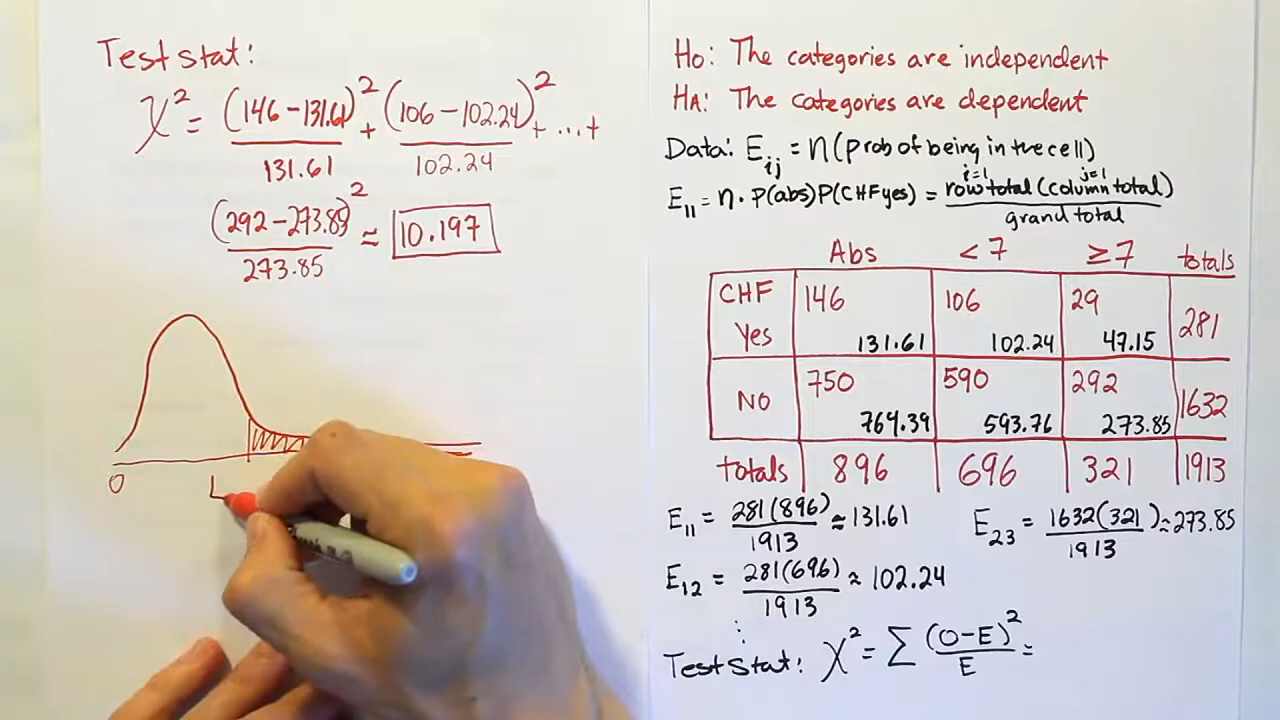 Test stat:
χ² = (146-131.61)²/131.61 + (106-102.24)²/102.24 + ... +
(292-273.85)²/273.85 ≈ 10.197
0
H₀: The categories are independent
Hᴀ: The categories are dependent
Data: E_ij = n(prob of being in the cell)
i=1 j=1
E₁₁ = n · P(abs)P(CHF yes) = row total (column total)/grand total
Abs <7 ≥7 totals
CHF Yes 146 131.61 106 102.24 29 47.15 281
NO 750 764.39 590 593.76 292 273.85 1632
totals 896 696 321 1913
E₁₁ = 281(896)/1913 ≈ 131.61
E₂₃ = 1632(321)/1913 ≈ 273.85
E₁₂ = 281(696)/1913 ≈ 102.24
⋮
Test Stat: χ² = Σ (O-E)²/E =